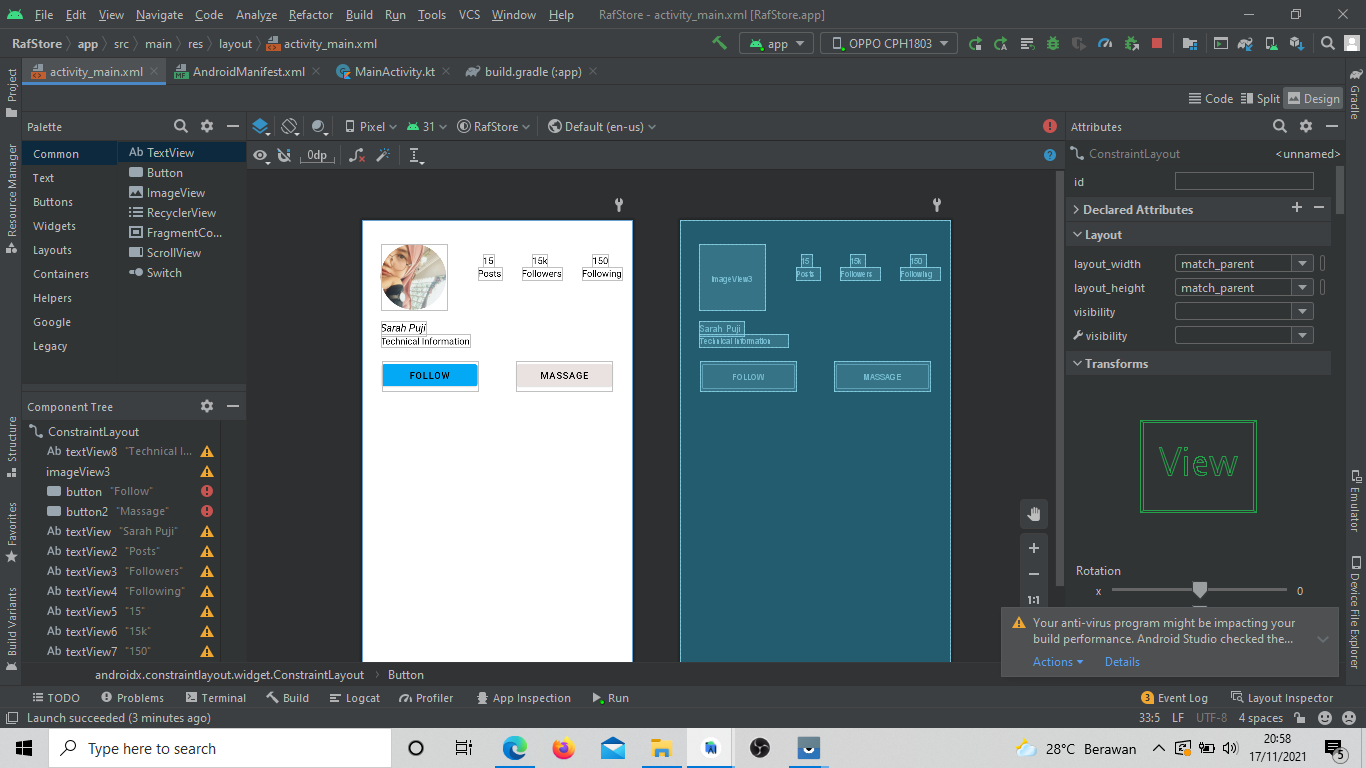 File Edit View Navigate Code Analyze Refactor Build Run Tools VCS Window Help RafStore - activity_main.xml [RafStore.app]
RafStore app src main res layout activity_main.xml app OPPO CPH1803
activity_main.xml AndroidManifest.xml MainActivity.kt build.gradle (:app)
Code Split Design
Project
Resource Manager
Structure
Favorites
Build Variants
Palette
Common
Text
Buttons
Widgets
Layouts
Containers
Helpers
Google
Legacy
Ab TextView
Button
ImageView
RecyclerView
FragmentCo...
ScrollView
Switch
Component Tree
ConstraintLayout
Ab textView8 "Technical I...
imageView3
button "Follow"
button2 "Massage"
Ab textView "Sarah Puji"
Ab textView2 "Posts"
Ab textView3 "Followers"
Ab textView4 "Following"
Ab textView5 "15"
Ab textView6 "15k"
Ab textView7 "150"
Pixel 31 RafStore Default (en-us)
0dp
15 15k 150
Posts Followers Following
Sarah Puji
Technical Information
FOLLOW MASSAGE
ImageView3
15 15k 150
Posts Followers Following
Sarah Puji
Technical Information
FOLLOW MASSAGE
1:1
Attributes
ConstraintLayout <unnamed>
id
Declared Attributes
Layout
layout_width match_parent
layout_height match_parent
visibility
visibility
Transforms
View
Rotation
x 0
Gradle
Emulator
Device File Explorer
Your anti-virus program might be impacting your
build performance. Android Studio checked the...
Actions Details
androidx.constraintlayout.widget.ConstraintLayout Button
TODO Problems Terminal Build Logcat Profiler App Inspection Run 3 Event Log Layout Inspector
Launch succeeded (3 minutes ago) 33:5 LF UTF-8 4 spaces
Type here to search 28°C Berawan 20:58
17/11/2021 5